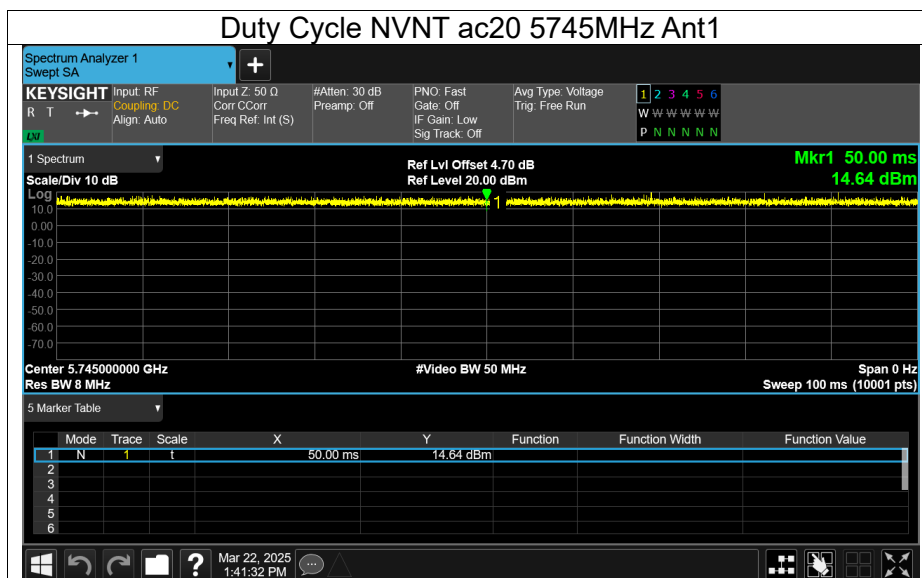 Duty Cycle NVNT ac20 5745MHz Ant1
Spectrum Analyzer 1
Swept SA
KEYSIGHT Input: RF Input Z: 50 Ω #Atten: 30 dB PNO: Fast Avg Type: Voltage 1 2 3 4 5 6
R T Coupling: DC Corr CCorr Preamp: Off Gate: Off Trig: Free Run W W W W W W
Align: Auto Freq Ref: Int (S) IF Gain: Low P N N N N N
LXI Sig Track: Off
1 Spectrum Ref Lvl Offset 4.70 dB Mkr1 50.00 ms
Scale/Div 10 dB Ref Level 20.00 dBm 14.64 dBm
Log
1
10.0
0.00
-10.0
-20.0
-30.0
-40.0
-50.0
-60.0
-70.0
Center 5.745000000 GHz #Video BW 50 MHz Span 0 Hz
Res BW 8 MHz Sweep 100 ms (10001 pts)
5 Marker Table
Mode Trace Scale X Y Function Function Width Function Value
1 N 1 t 50.00 ms 14.64 dBm
2
3
4
5
6
? Mar 22, 2025
1:41:32 PM